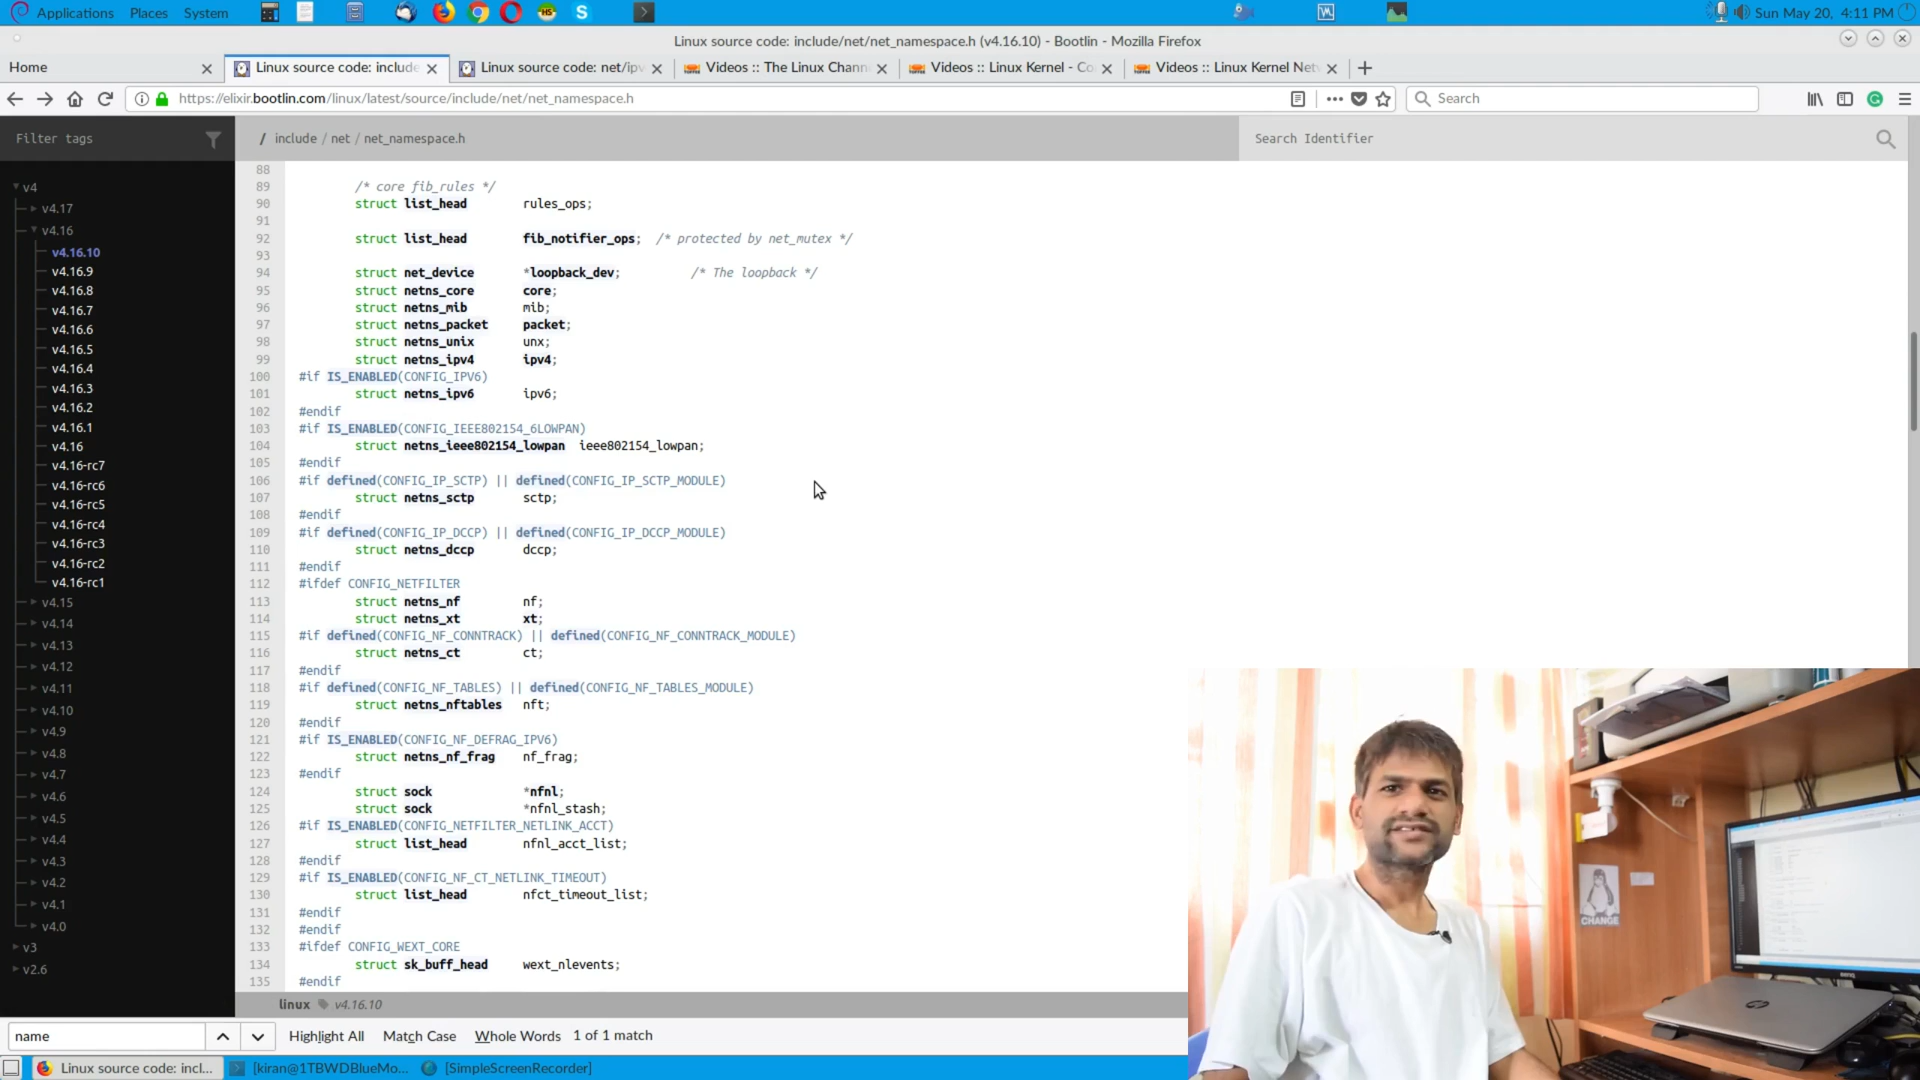 Applications Places System
Sun May 20, 4:11 PM
Linux source code: include/net/net_namespace.h (v4.16.10) - Bootlin - Mozilla Firefox
Home
Linux source code: include
Linux source code: net/ipv
Videos :: The Linux Chann
Videos :: Linux Kernel - Co
Videos :: Linux Kernel Net
https://elixir.bootlin.com/linux/latest/source/include/net/net_namespace.h
Search
Filter tags
/ include / net / net_namespace.h
Search Identifier
v4
v4.17
v4.16
v4.16.10
v4.16.9
v4.16.8
v4.16.7
v4.16.6
v4.16.5
v4.16.4
v4.16.3
v4.16.2
v4.16.1
v4.16
v4.16-rc7
v4.16-rc6
v4.16-rc5
v4.16-rc4
v4.16-rc3
v4.16-rc2
v4.16-rc1
v4.15
v4.14
v4.13
v4.12
v4.11
v4.10
v4.9
v4.8
v4.7
v4.6
v4.5
v4.4
v4.3
v4.2
v4.1
v4.0
v3
v2.6
88
89 /* core fib_rules */
90 struct list_head rules_ops;
91
92 struct list_head fib_notifier_ops; /* protected by net_mutex */
93
94 struct net_device *loopback_dev; /* The loopback */
95 struct netns_core core;
96 struct netns_mib mib;
97 struct netns_packet packet;
98 struct netns_unix unx;
99 struct netns_ipv4 ipv4;
100 #if IS_ENABLED(CONFIG_IPV6)
101 struct netns_ipv6 ipv6;
102 #endif
103 #if IS_ENABLED(CONFIG_IEEE802154_6LOWPAN)
104 struct netns_ieee802154_lowpan ieee802154_lowpan;
105 #endif
106 #if defined(CONFIG_IP_SCTP) || defined(CONFIG_IP_SCTP_MODULE)
107 struct netns_sctp sctp;
108 #endif
109 #if defined(CONFIG_IP_DCCP) || defined(CONFIG_IP_DCCP_MODULE)
110 struct netns_dccp dccp;
111 #endif
112 #ifdef CONFIG_NETFILTER
113 struct netns_nf nf;
114 struct netns_xt xt;
115 #if defined(CONFIG_NF_CONNTRACK) || defined(CONFIG_NF_CONNTRACK_MODULE)
116 struct netns_ct ct;
117 #endif
118 #if defined(CONFIG_NF_TABLES) || defined(CONFIG_NF_TABLES_MODULE)
119 struct netns_nftables nft;
120 #endif
121 #if IS_ENABLED(CONFIG_NF_DEFRAG_IPV6)
122 struct netns_nf_frag nf_frag;
123 #endif
124 struct sock *nfnl;
125 struct sock *nfnl_stash;
126 #if IS_ENABLED(CONFIG_NETFILTER_NETLINK_ACCT)
127 struct list_head nfnl_acct_list;
128 #endif
129 #if IS_ENABLED(CONFIG_NF_CT_NETLINK_TIMEOUT)
130 struct list_head nfct_timeout_list;
131 #endif
132 #endif
133 #ifdef CONFIG_WEXT_CORE
134 struct sk_buff_head wext_nlevents;
135 #endif
linux v4.16.10
CHANGE
name
Highlight All Match Case Whole Words 1 of 1 match
Linux source code: incl...
[kiran@1TBWDBlueMo...
[SimpleScreenRecorder]